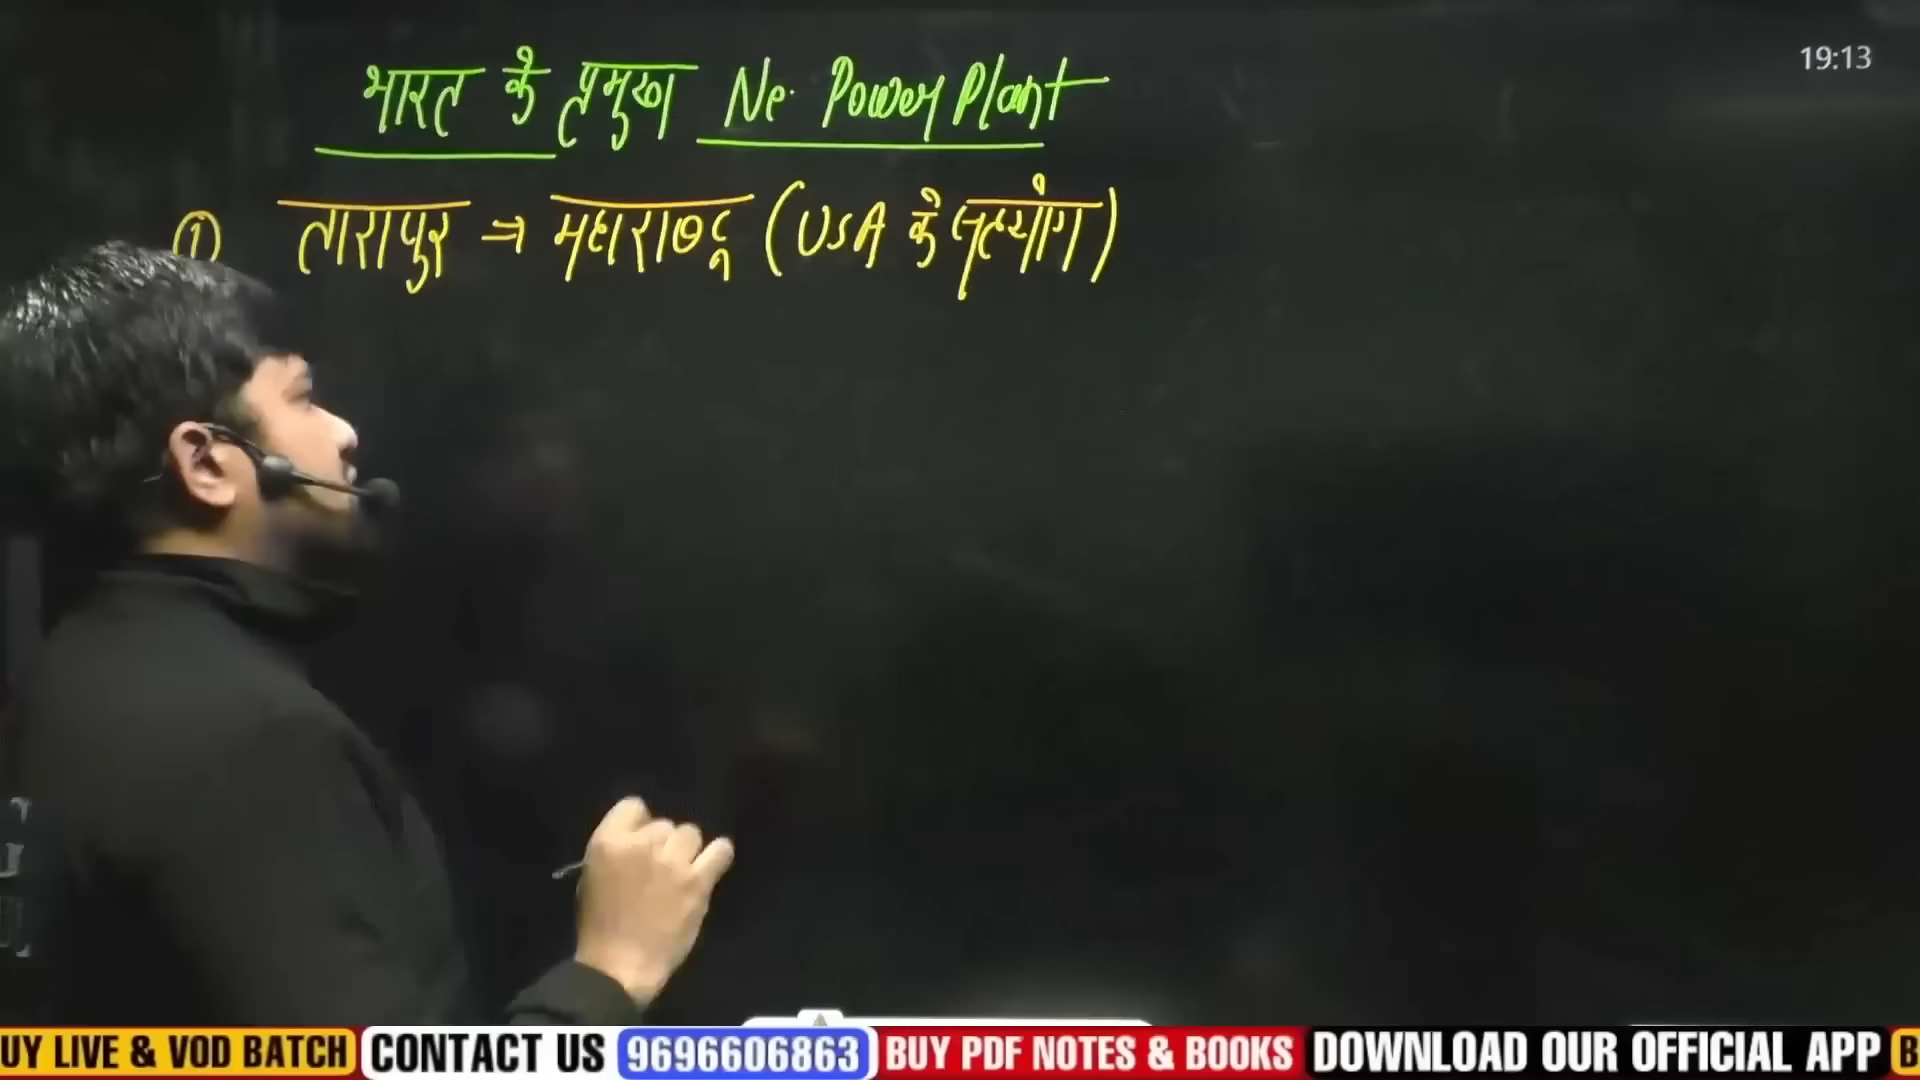 19:13
भारत के प्रमुख Ne. Power Plant
① तारापुर ⇒ महाराष्ट्र (USA के सहयोग)
UY LIVE & VOD BATCH CONTACT US 9696606863 BUY PDF NOTES & BOOKS DOWNLOAD OUR OFFICIAL APP B